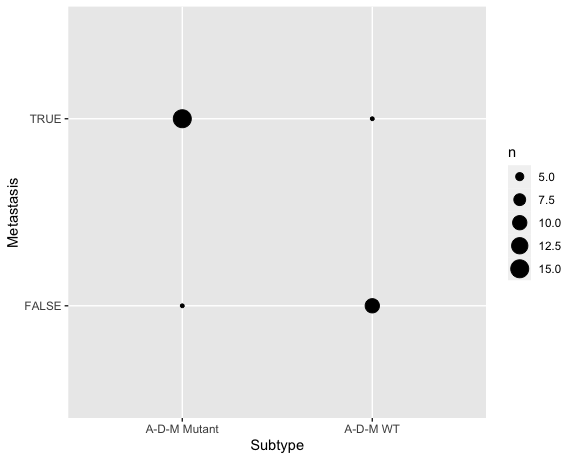 Metastasis
TRUE
FALSE
A-D-M Mutant
A-D-M WT
Subtype
n
5.0
7.5
10.0
12.5
15.0